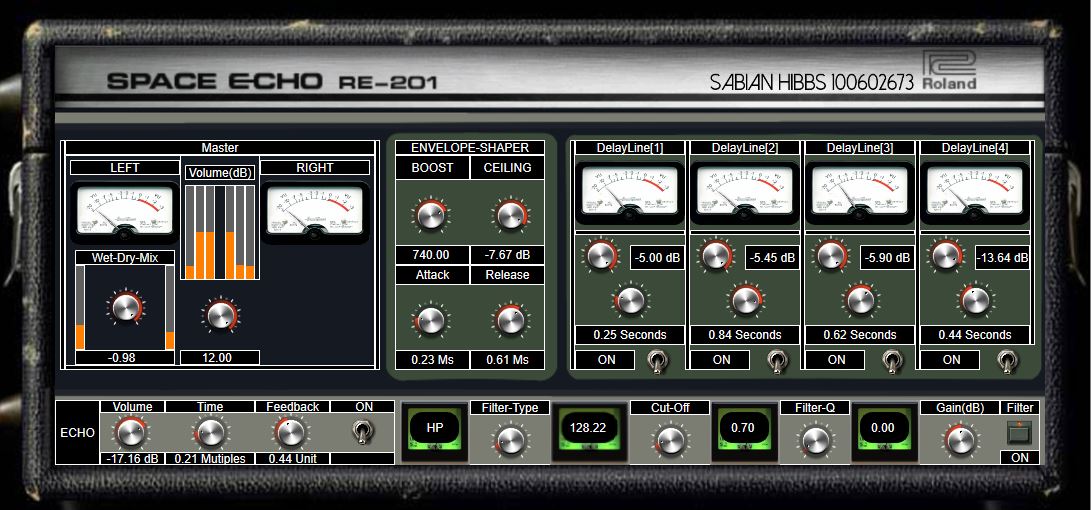 SPACE ECHO RE-201
SABIAN HIBBS 100602673
Roland
Master
LEFT
Volume(dB)
RIGHT
VU
VU
Wet-Dry-Mix
-0.98
12.00
ENVELOPE-SHAPER
BOOST
CEILING
740.00
-7.67 dB
Attack
Release
0.23 Ms
0.61 Ms
DelayLine[1]
DelayLine[2]
DelayLine[3]
DelayLine[4]
-5.00 dB
-5.45 dB
-5.90 dB
-13.64 dB
0.25 Seconds
0.84 Seconds
0.62 Seconds
0.44 Seconds
ON
ON
ON
ON
ECHO
Volume
Time
Feedback
ON
-17.16 dB
0.21 Mutiples
0.44 Unit
HP
Filter-Type
128.22
Cut-Off
0.70
Filter-Q
0.00
Gain(dB)
Filter
ON